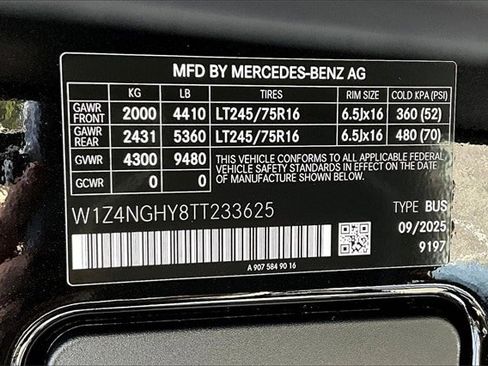 MFD BY MERCEDES-BENZ AG
KG LB TIRES RIM SIZE COLD KPA (PSI)
GAWR FRONT 2000 4410 LT245/75R16 6.5Jx16 360 (52)
GAWR REAR 2431 5360 LT245/75R16 6.5Jx16 480 (70)
GVWR 4300 9480 THIS VEHICLE CONFORMS TO ALL APPLICABLE FEDERAL MOTOR
VEHICLE SAFETY STANDARDS IN EFFECT ON THE DATE OF
GCWR 0 0 MANUFACTURE SHOWN ABOVE.
W1Z4NGHY8TT233625 TYPE BUS
09/2025
9197
A 907 584 90 16